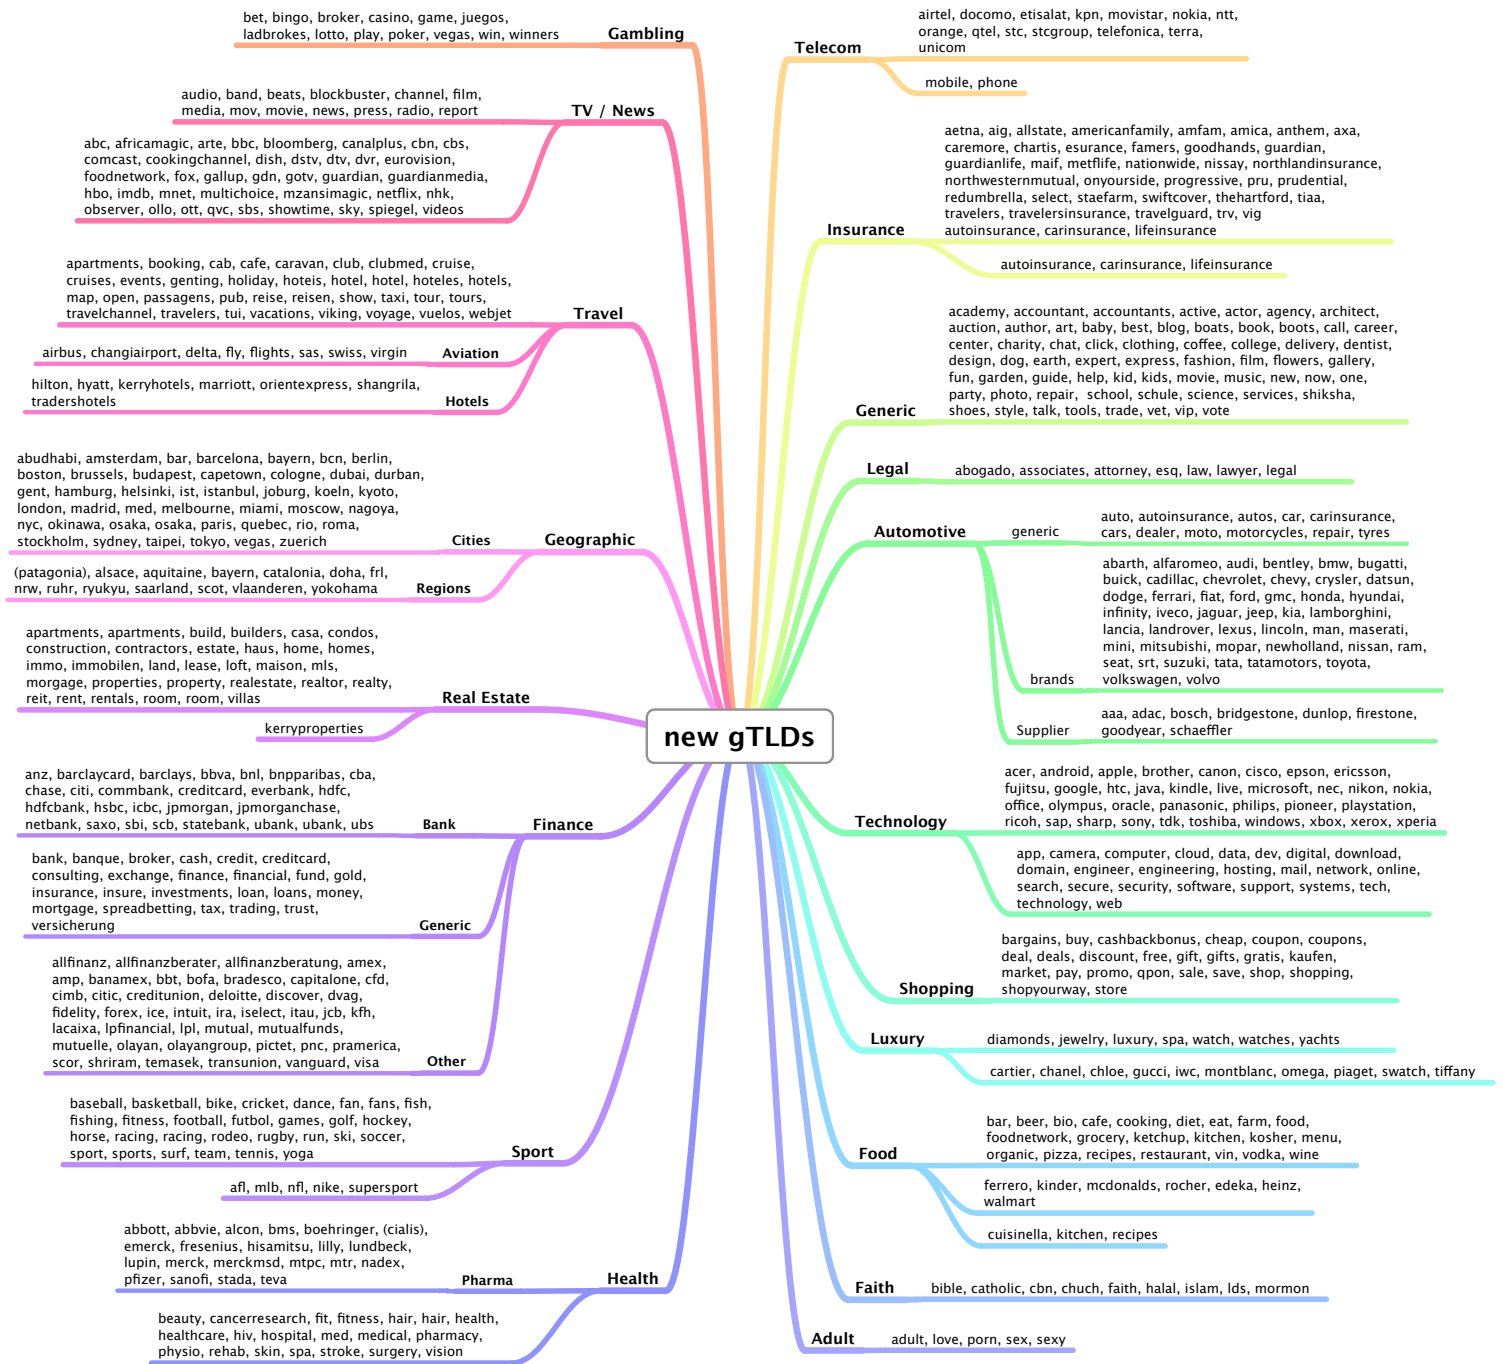 new gTLDs
Gambling
bet, bingo, broker, casino, game, juegos,
ladbrokes, lotto, play, poker, vegas, win, winners
TV / News
audio, band, beats, blockbuster, channel, film,
media, mov, movie, news, press, radio, report
abc, africamagic, arte, bbc, bloomberg, canalplus, cbn, cbs,
comcast, cookingchannel, dish, dstv, dtv, dvr, eurovision,
foodnetwork, fox, gallup, gdn, gotv, guardian, guardianmedia,
hbo, imdb, mnet, multichoice, mzansimagic, netflix, nhk,
observer, ollo, ott, qvc, sbs, showtime, sky, spiegel, videos
Travel
apartments, booking, cab, cafe, caravan, club, clubmed, cruise,
cruises, events, genting, holiday, hoteis, hotel, hotel, hoteles, hotels,
map, open, passagens, pub, reise, reisen, show, taxi, tour, tours,
travelchannel, travelers, tui, vacations, viking, voyage, vuelos, webjet
Aviation
airbus, changiairport, delta, fly, flights, sas, swiss, virgin
Hotels
hilton, hyatt, kerryhotels, marriott, orientexpress, shangrila,
tradershotels
Geographic
Cities
abudhabi, amsterdam, bar, barcelona, bayern, bcn, berlin,
boston, brussels, budapest, capetown, cologne, dubai, durban,
gent, hamburg, helsinki, ist, istanbul, joburg, koeln, kyoto,
london, madrid, med, melbourne, miami, moscow, nagoya,
nyc, okinawa, osaka, osaka, paris, quebec, rio, roma,
stockholm, sydney, taipei, tokyo, vegas, zuerich
Regions
(patagonia), alsace, aquitaine, bayern, catalonia, doha, frl,
nrw, ruhr, ryukyu, saarland, scot, vlaanderen, yokohama
Real Estate
apartments, apartments, build, builders, casa, condos,
construction, contractors, estate, haus, home, homes,
immo, immobilen, land, lease, loft, maison, mls,
morgage, properties, property, realestate, realtor, realty,
reit, rent, rentals, room, room, villas
kerryproperties
Finance
Bank
anz, barclaycard, barclays, bbva, bnl, bnpparibas, cba,
chase, citi, commbank, creditcard, everbank, hdfc,
hdfcbank, hsbc, icbc, jpmorgan, jpmorganchase,
netbank, saxo, sbi, scb, statebank, ubank, ubank, ubs
Generic
bank, banque, broker, cash, credit, creditcard,
consulting, exchange, finance, financial, fund, gold,
insurance, insure, investments, loan, loans, money,
mortgage, spreadbetting, tax, trading, trust,
versicherung
Other
allfinanz, allfinanzberater, allfinanzberatung, amex,
amp, banamex, bbt, bofa, bradesco, capitalone, cfd,
cimb, citic, creditunion, deloitte, discover, dvag,
fidelity, forex, ice, intuit, ira, iselect, itau, jcb, kfh,
lacaixa, lpfinancial, lpl, mutual, mutualfunds,
mutuelle, olayan, olayangroup, pictet, pnc, pramerica,
scor, shriram, temasek, transunion, vanguard, visa
Sport
baseball, basketball, bike, cricket, dance, fan, fans, fish,
fishing, fitness, football, futbol, games, golf, hockey,
horse, racing, racing, rodeo, rugby, run, ski, soccer,
sport, sports, surf, team, tennis, yoga
afl, mlb, nfl, nike, supersport
Health
Pharma
abbott, abbvie, alcon, bms, boehringer, (cialis),
emerck, fresenius, hisamitsu, lilly, lundbeck,
lupin, merck, merckmsd, mtpc, mtr, nadex,
pfizer, sanofi, stada, teva
beauty, cancerresearch, fit, fitness, hair, hair, health,
healthcare, hiv, hospital, med, medical, pharmacy,
physio, rehab, skin, spa, stroke, surgery, vision
Telecom
airtel, docomo, etisalat, kpn, movistar, nokia, ntt,
orange, qtel, stc, stcgroup, telefonica, terra,
unicom
mobile, phone
Insurance
aetna, aig, allstate, americanfamily, amfam, amica, anthem, axa,
caremore, chartis, esurance, famers, goodhands, guardian,
guardianlife, maif, metflife, nationwide, nissay, northlandinsurance,
northwesternmutual, onyourside, progressive, pru, prudential,
redumbrella, select, staefarm, swiftcover, thehartford, tiaa,
travelers, travelersinsurance, travelguard, trv, vig
autoinsurance, carinsurance, lifeinsurance
autoinsurance, carinsurance, lifeinsurance
Generic
academy, accountant, accountants, active, actor, agency, architect,
auction, author, art, baby, best, blog, boats, book, boots, call, career,
center, charity, chat, click, clothing, coffee, college, delivery, dentist,
design, dog, earth, expert, express, fashion, film, flowers, gallery,
fun, garden, guide, help, kid, kids, movie, music, new, now, one,
party, photo, repair, school, schule, science, services, shiksha,
shoes, style, talk, tools, trade, vet, vip, vote
Legal
abogado, associates, attorney, esq, law, lawyer, legal
Automotive
generic
auto, autoinsurance, autos, car, carinsurance,
cars, dealer, moto, motorcycles, repair, tyres
brands
abarth, alfaromeo, audi, bentley, bmw, bugatti,
buick, cadillac, chevrolet, chevy, crysler, datsun,
dodge, ferrari, fiat, ford, gmc, honda, hyundai,
infinity, iveco, jaguar, jeep, kia, lamborghini,
lancia, landrover, lexus, lincoln, man, maserati,
mini, mitsubishi, mopar, newholland, nissan, ram,
seat, srt, suzuki, tata, tatamotors, toyota,
volkswagen, volvo
Supplier
aaa, adac, bosch, bridgestone, dunlop, firestone,
goodyear, schaeffler
Technology
acer, android, apple, brother, canon, cisco, epson, ericsson,
fujitsu, google, htc, java, kindle, live, microsoft, nec, nikon, nokia,
office, olympus, oracle, panasonic, philips, pioneer, playstation,
ricoh, sap, sharp, sony, tdk, toshiba, windows, xbox, xerox, xperia
app, camera, computer, cloud, data, dev, digital, download,
domain, engineer, engineering, hosting, mail, network, online,
search, secure, security, software, support, systems, tech,
technology, web
Shopping
bargains, buy, cashbackbonus, cheap, coupon, coupons,
deal, deals, discount, free, gift, gifts, gratis, kaufen,
market, pay, promo, qpon, sale, save, shop, shopping,
shopyourway, store
Luxury
diamonds, jewelry, luxury, spa, watch, watches, yachts
cartier, chanel, chloe, gucci, iwc, montblanc, omega, piaget, swatch, tiffany
Food
bar, beer, bio, cafe, cooking, diet, eat, farm, food,
foodnetwork, grocery, ketchup, kitchen, kosher, menu,
organic, pizza, recipes, restaurant, vin, vodka, wine
ferrero, kinder, mcdonalds, rocher, edeka, heinz,
walmart
cuisinella, kitchen, recipes
Faith
bible, catholic, cbn, chuch, faith, halal, islam, lds, mormon
Adult
adult, love, porn, sex, sexy